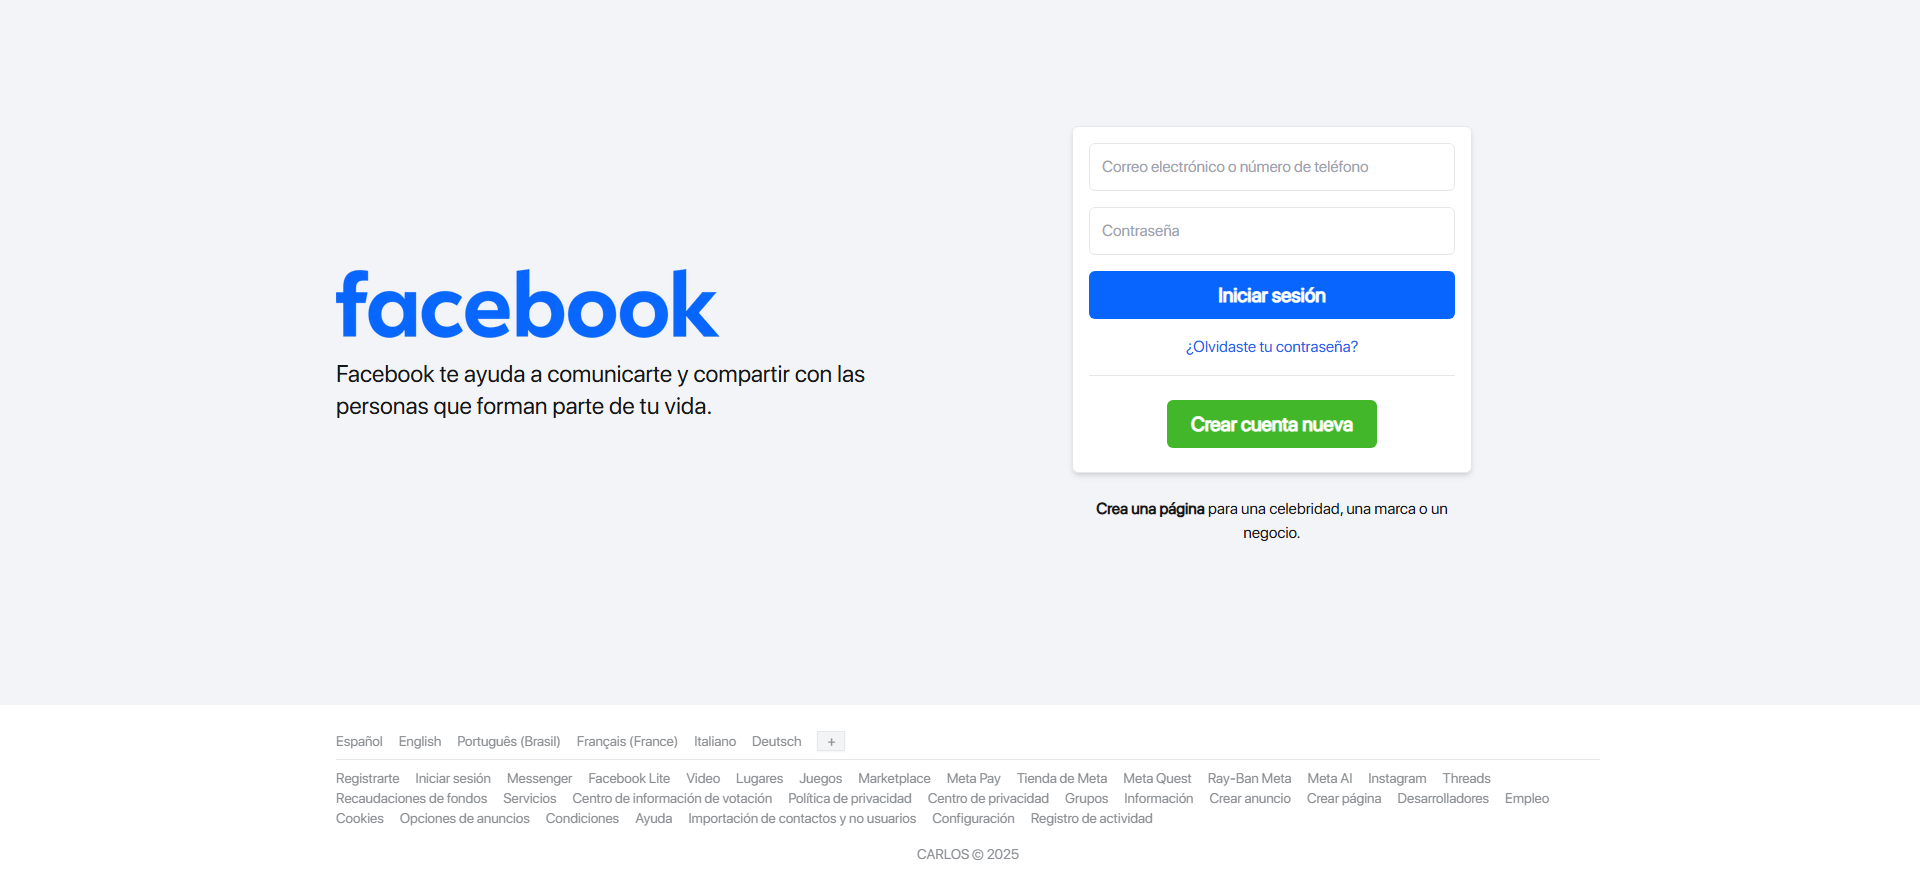 facebook
Facebook te ayuda a comunicarte y compartir con las
personas que forman parte de tu vida.
Correo electrónico o número de teléfono
Contraseña
Iniciar sesión
¿Olvidaste tu contraseña?
Crear cuenta nueva
Crea una página para una celebridad, una marca o un
negocio.
Español English Português (Brasil) Français (France) Italiano Deutsch +
Registrarte Iniciar sesión Messenger Facebook Lite Video Lugares Juegos Marketplace Meta Pay Tienda de Meta Meta Quest Ray-Ban Meta Meta AI Instagram Threads
Recaudaciones de fondos Servicios Centro de información de votación Política de privacidad Centro de privacidad Grupos Información Crear anuncio Crear página Desarrolladores Empleo
Cookies Opciones de anuncios Condiciones Ayuda Importación de contactos y no usuarios Configuración Registro de actividad
CARLOS © 2025